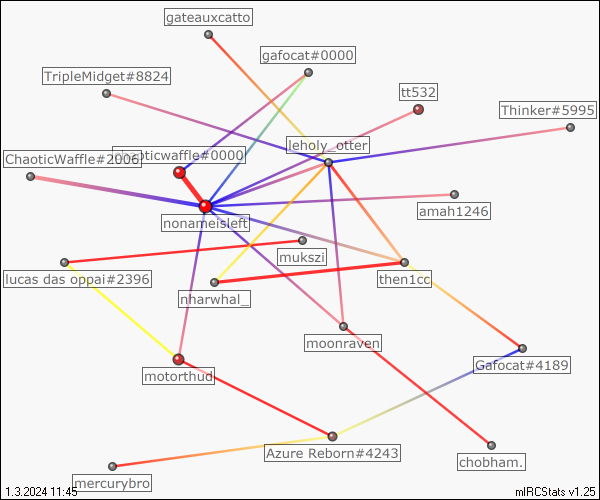 gateauxcatto
gafocat#0000
TripleMidget#8824
tt532
Thinker#5995
leholy_otter
oticwaffle#0000
ChaoticWaffle#2006
amah1246
nonameisleft
mukszi
lucas das oppai#2396
then1cc
nharwhal_
moonraven
Gafocat#4189
motorthud
Azure Reborn#4243
chobham.
mercurybro
1.3.2024 11:45
mIRCStats v1.25